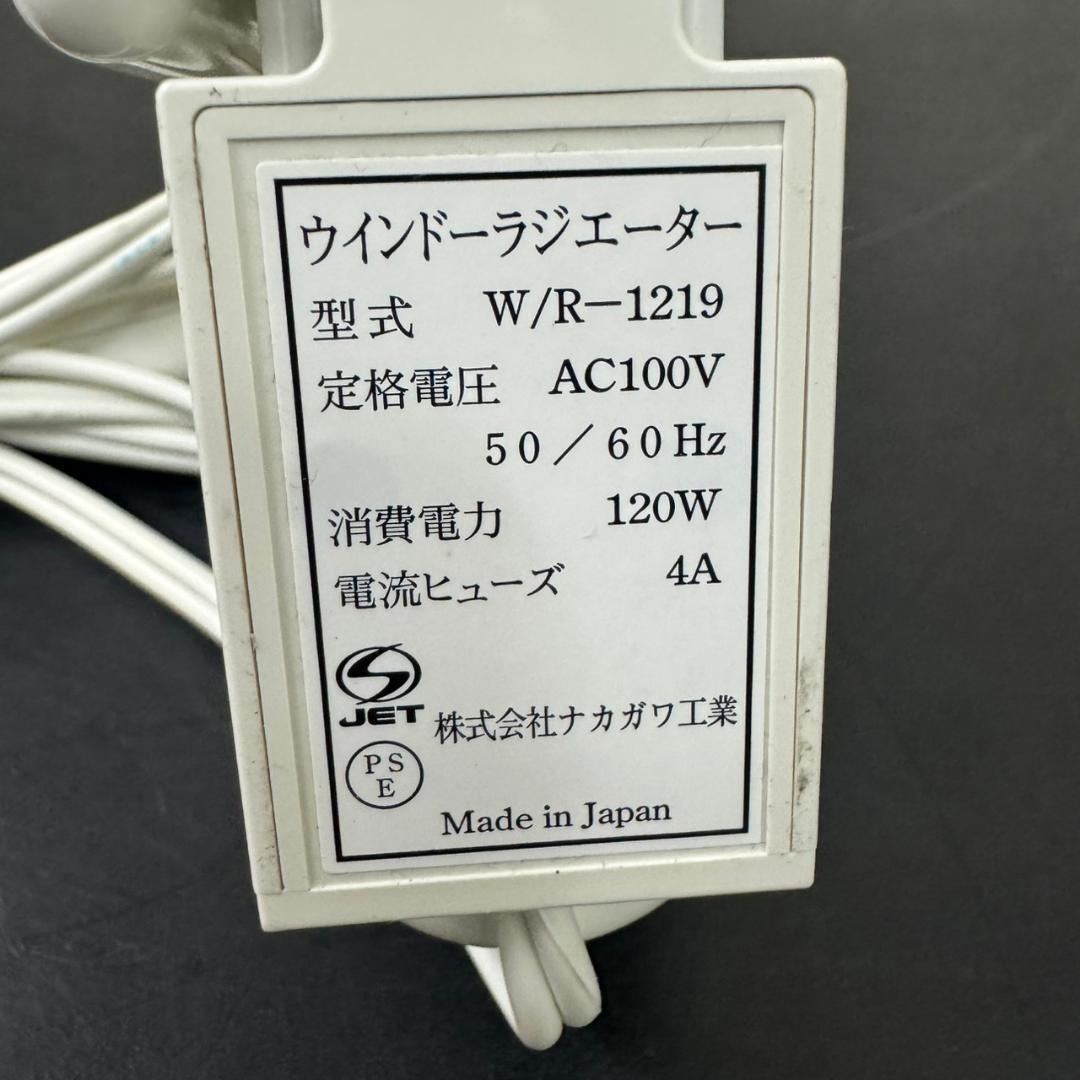 ウインドーラジエーター
型式 W/R−1219
定格電圧 AC100V
50／60Hz
消費電力 120W
電流ヒューズ 4A
JET
株式会社ナカガワ工業
PS
E
Made in Japan